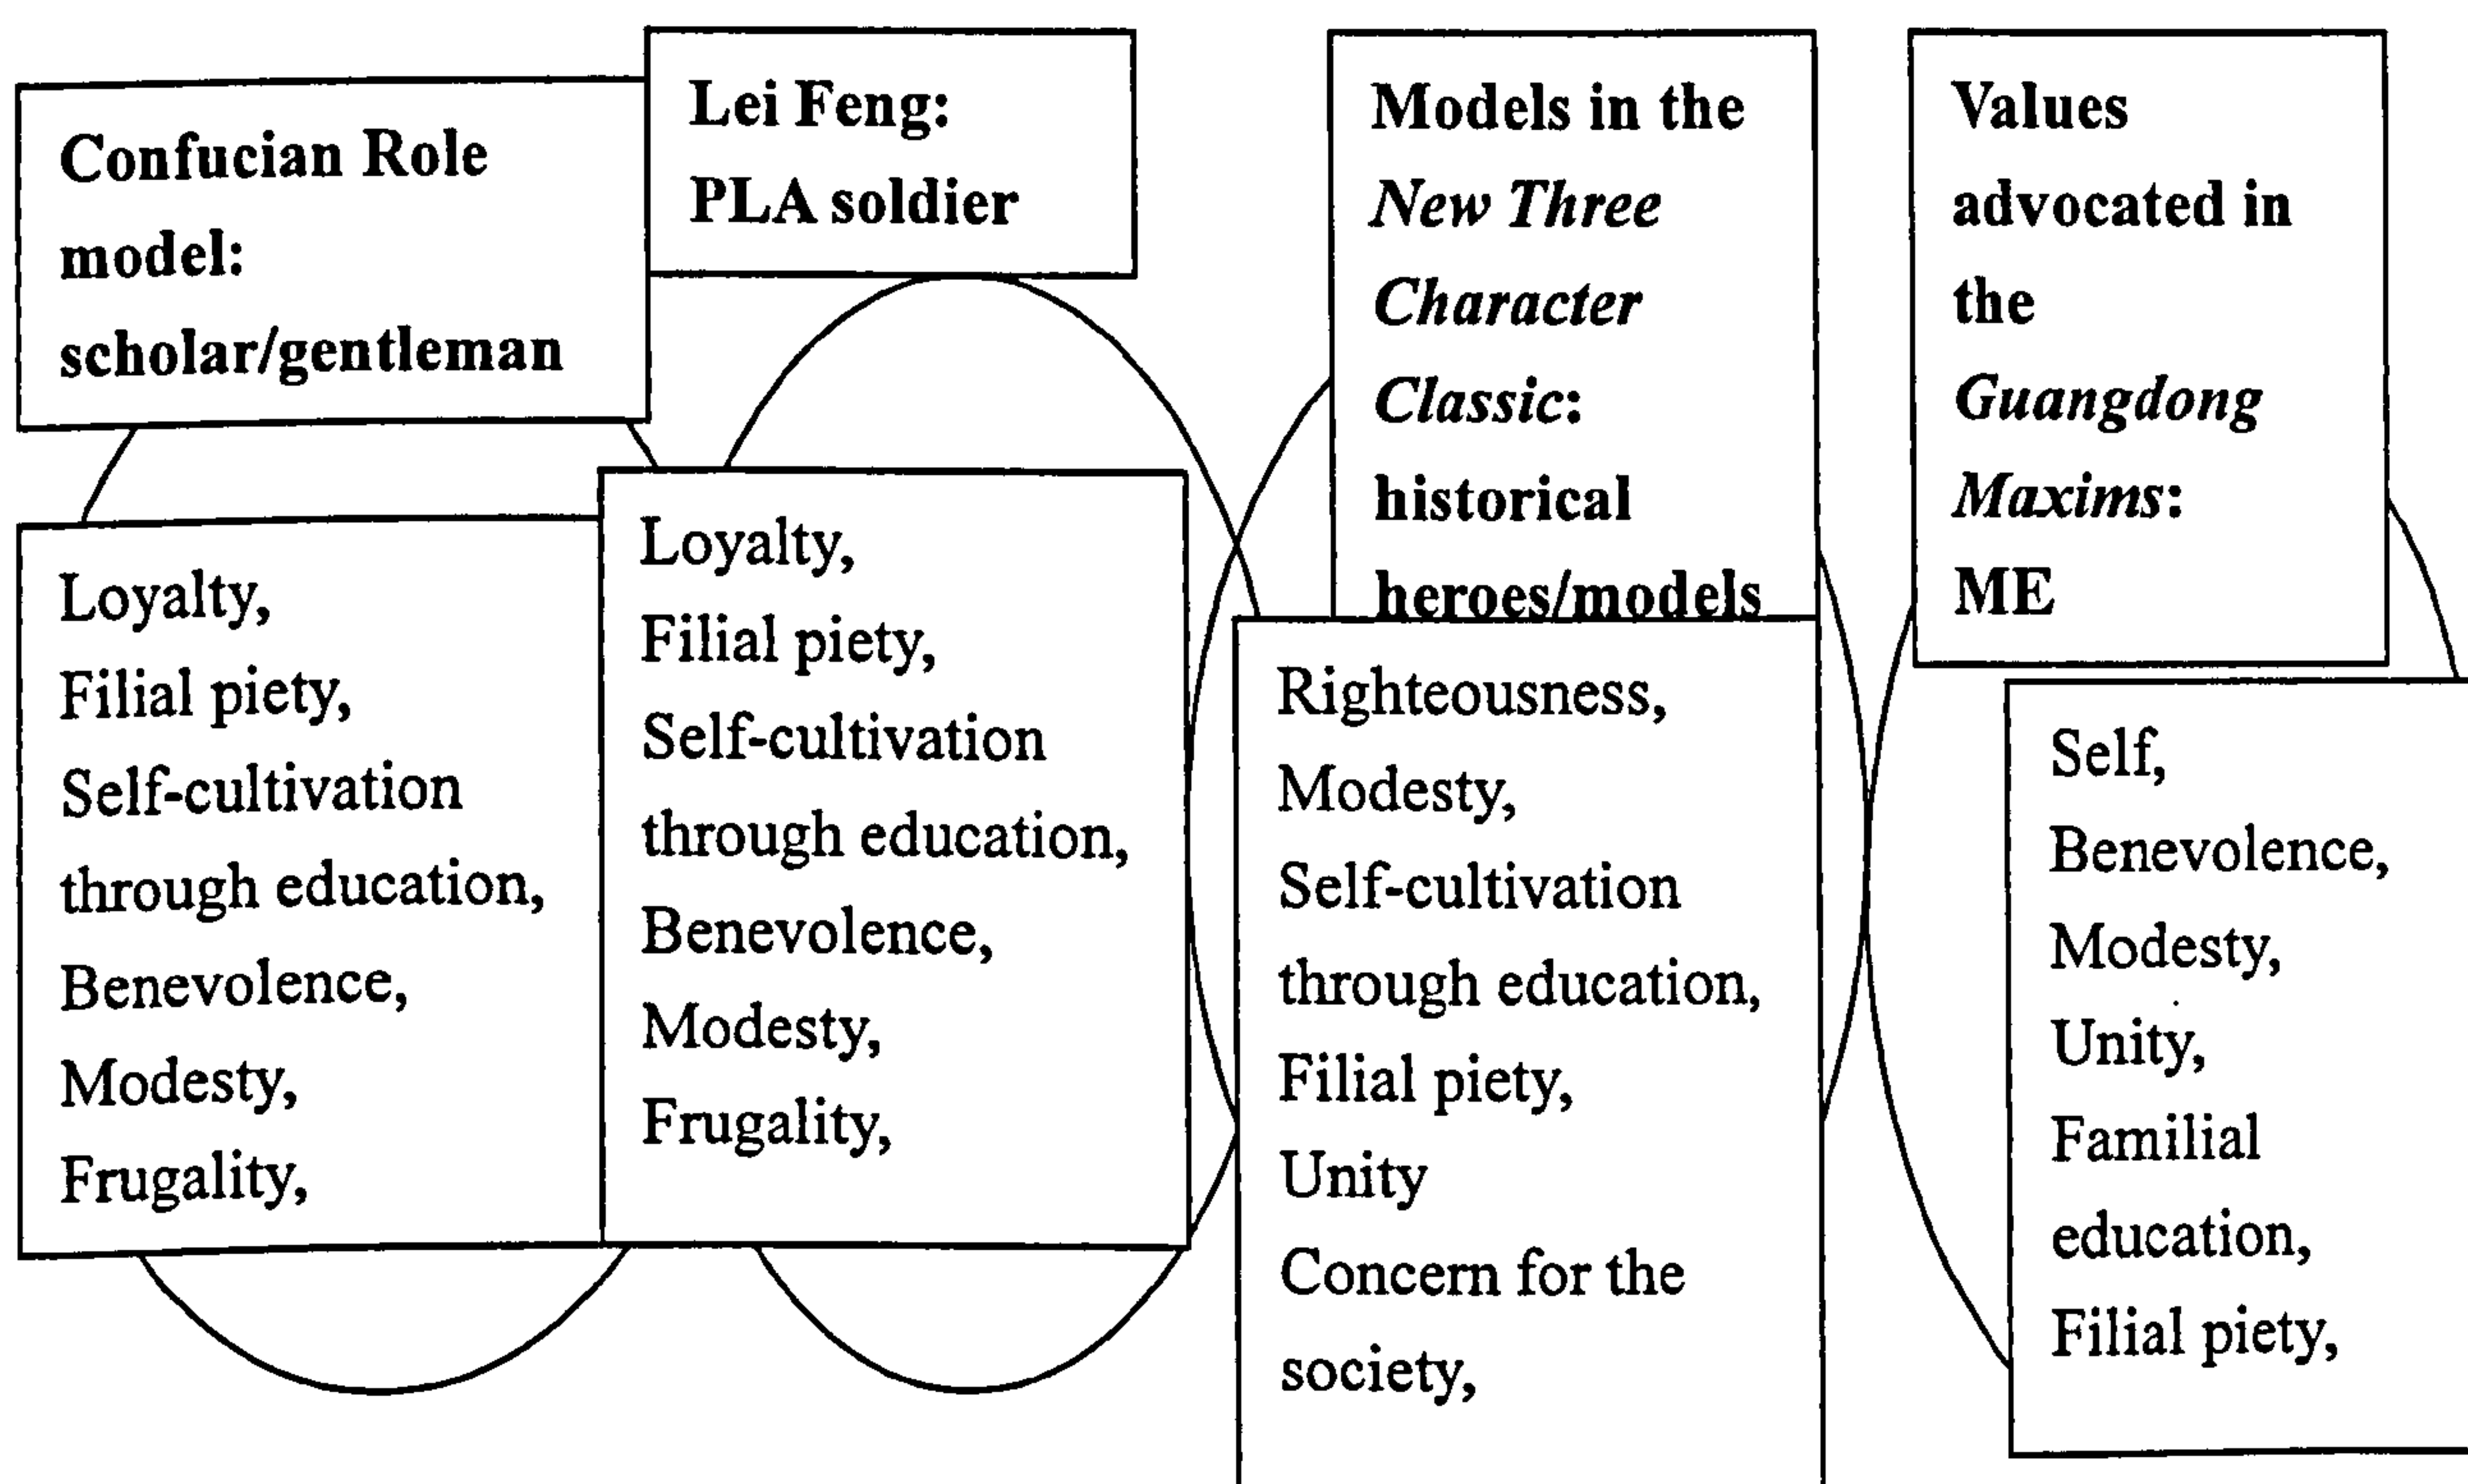 Confucian Role
model:
scholar/gentleman
Loyalty,
Filial piety,
Self-cultivation
through education,
Benevolence,
Modesty,
Frugality,
Lei Feng:
PLA soldier
Loyalty,
Filial piety,
Self-cultivation
through education,
Benevolence,
Modesty,
Frugality,
Models in the
New Three
Character
Classic:
historical
heroes/models
Righteousness,
Modesty,
Self-cultivation
through education,
Filial piety,
Unity
Concern for the
society,
Values
advocated in
the
Guangdong
Maxims:
ME
Self,
Benevolence,
Modesty,
Unity,
Familial
education,
Filial piety,